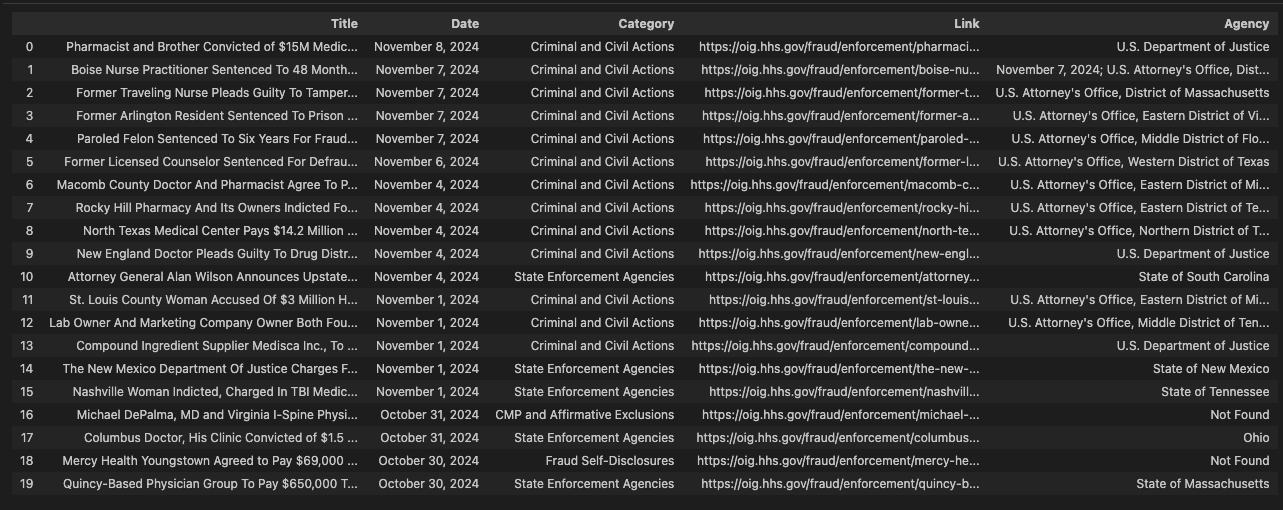 Title Date Category Link Agency
0 Pharmacist and Brother Convicted of $15M Medic... November 8, 2024 Criminal and Civil Actions https://oig.hhs.gov/fraud/enforcement/pharmaci... U.S. Department of Justice
1 Boise Nurse Practitioner Sentenced To 48 Month... November 7, 2024 Criminal and Civil Actions https://oig.hhs.gov/fraud/enforcement/boise-nu... November 7, 2024; U.S. Attorney's Office, Dist...
2 Former Traveling Nurse Pleads Guilty To Tamper... November 7, 2024 Criminal and Civil Actions https://oig.hhs.gov/fraud/enforcement/former-t... U.S. Attorney's Office, District of Massachusetts
3 Former Arlington Resident Sentenced To Prison ... November 7, 2024 Criminal and Civil Actions https://oig.hhs.gov/fraud/enforcement/former-a... U.S. Attorney's Office, Eastern District of Vi...
4 Paroled Felon Sentenced To Six Years For Fraud... November 7, 2024 Criminal and Civil Actions https://oig.hhs.gov/fraud/enforcement/paroled-... U.S. Attorney's Office, Middle District of Flo...
5 Former Licensed Counselor Sentenced For Defrau... November 6, 2024 Criminal and Civil Actions https://oig.hhs.gov/fraud/enforcement/former-l... U.S. Attorney's Office, Western District of Texas
6 Macomb County Doctor And Pharmacist Agree To P... November 4, 2024 Criminal and Civil Actions https://oig.hhs.gov/fraud/enforcement/macomb-c... U.S. Attorney's Office, Eastern District of Mi...
7 Rocky Hill Pharmacy And Its Owners Indicted Fo... November 4, 2024 Criminal and Civil Actions https://oig.hhs.gov/fraud/enforcement/rocky-hi... U.S. Attorney's Office, Eastern District of Te...
8 North Texas Medical Center Pays $14.2 Million ... November 4, 2024 Criminal and Civil Actions https://oig.hhs.gov/fraud/enforcement/north-te... U.S. Attorney's Office, Northern District of T...
9 New England Doctor Pleads Guilty To Drug Distr... November 4, 2024 Criminal and Civil Actions https://oig.hhs.gov/fraud/enforcement/new-engl... U.S. Department of Justice
10 Attorney General Alan Wilson Announces Upstate... November 4, 2024 State Enforcement Agencies https://oig.hhs.gov/fraud/enforcement/attorney... State of South Carolina
11 St. Louis County Woman Accused Of $3 Million H... November 1, 2024 Criminal and Civil Actions https://oig.hhs.gov/fraud/enforcement/st-louis... U.S. Attorney's Office, Eastern District of Mi...
12 Lab Owner And Marketing Company Owner Both Fou... November 1, 2024 Criminal and Civil Actions https://oig.hhs.gov/fraud/enforcement/lab-owne... U.S. Attorney's Office, Middle District of Ten...
13 Compound Ingredient Supplier Medisca Inc., To ... November 1, 2024 Criminal and Civil Actions https://oig.hhs.gov/fraud/enforcement/compound... U.S. Department of Justice
14 The New Mexico Department Of Justice Charges F... November 1, 2024 State Enforcement Agencies https://oig.hhs.gov/fraud/enforcement/the-new-... State of New Mexico
15 Nashville Woman Indicted, Charged In TBI Medic... November 1, 2024 State Enforcement Agencies https://oig.hhs.gov/fraud/enforcement/nashvill... State of Tennessee
16 Michael DePalma, MD and Virginia I-Spine Physi... October 31, 2024 CMP and Affirmative Exclusions https://oig.hhs.gov/fraud/enforcement/michael-... Not Found
17 Columbus Doctor, His Clinic Convicted of $1.5 ... October 31, 2024 State Enforcement Agencies https://oig.hhs.gov/fraud/enforcement/columbus... Ohio
18 Mercy Health Youngstown Agreed to Pay $69,000 ... October 30, 2024 Fraud Self-Disclosures https://oig.hhs.gov/fraud/enforcement/mercy-he... Not Found
19 Quincy-Based Physician Group To Pay $650,000 T... October 30, 2024 State Enforcement Agencies https://oig.hhs.gov/fraud/enforcement/quincy-b... State of Massachusetts